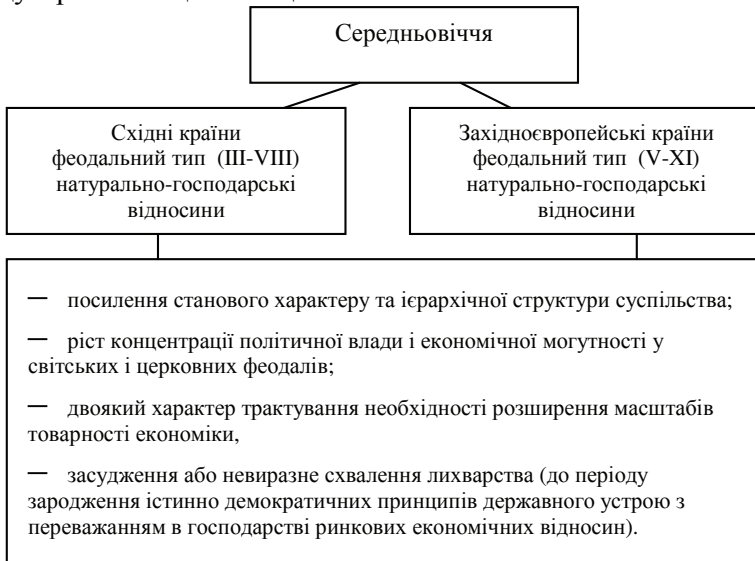 Середньовіччя
Східні країни
феодальний тип (III-VIII)
натурально-господарські
відносини
Західноєвропейські країни
феодальний тип (V-XI)
натурально-господарські
відносини
— посилення станового характеру та ієрархічної структури суспільства;
— ріст концентрації політичної влади і економічної могутності у
світських і церковних феодалів;
— двоякий характер трактування необхідності розширення масштабів
товарності економіки,
— засудження або невиразне схвалення лихварства (до періоду
зародження істинно демократичних принципів державного устрою з
переважанням в господарстві ринкових економічних відносин).